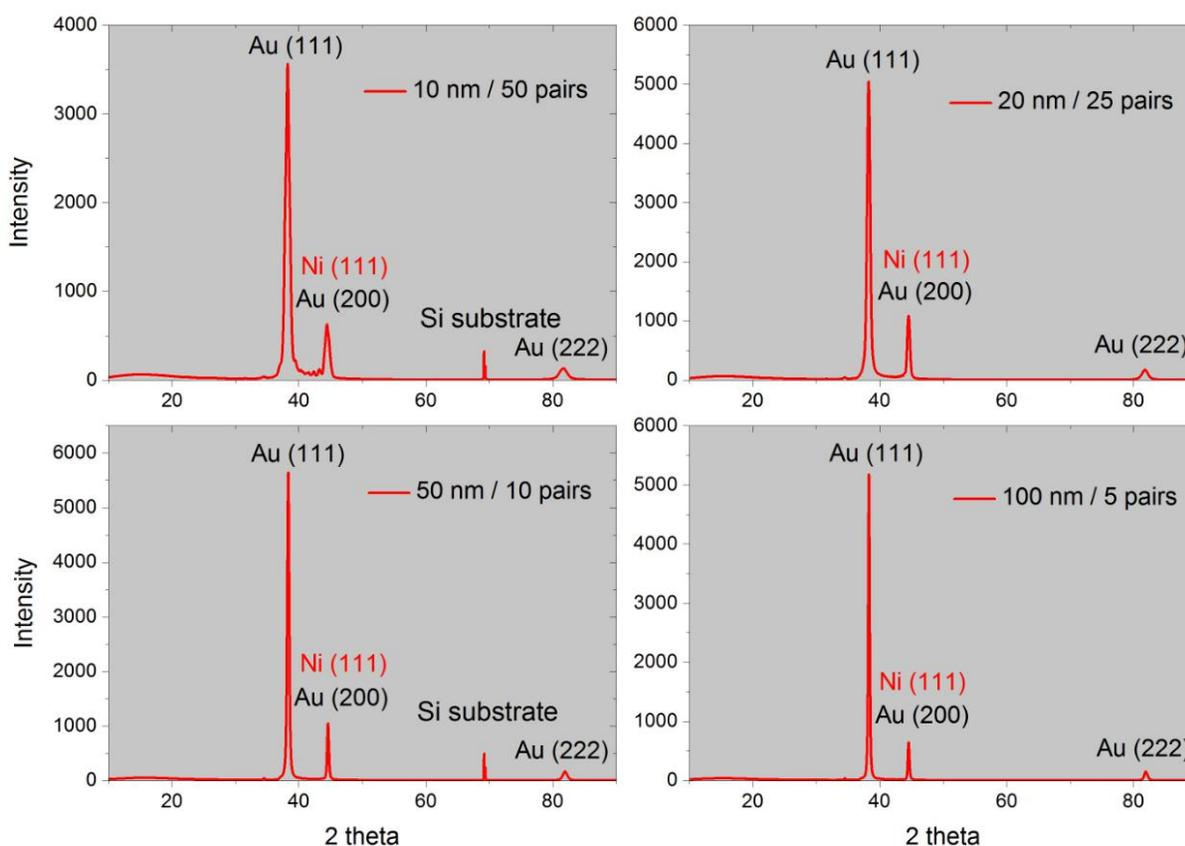 4000
3000
2000
1000
0
Intensity
Au (111)
10 nm / 50 pairs
Ni (111)
Au (200)
Si substrate
Au (222)
20 40 60 80
6000
5000
4000
3000
2000
1000
0
Au (111)
20 nm / 25 pairs
Ni (111)
Au (200)
Au (222)
20 40 60 80
6000
5000
4000
3000
2000
1000
0
Intensity
Au (111)
50 nm / 10 pairs
Ni (111)
Au (200)
Si substrate
Au (222)
20 40 60 80
2 theta
6000
5000
4000
3000
2000
1000
0
Au (111)
100 nm / 5 pairs
Ni (111)
Au (200)
Au (222)
20 40 60 80
2 theta